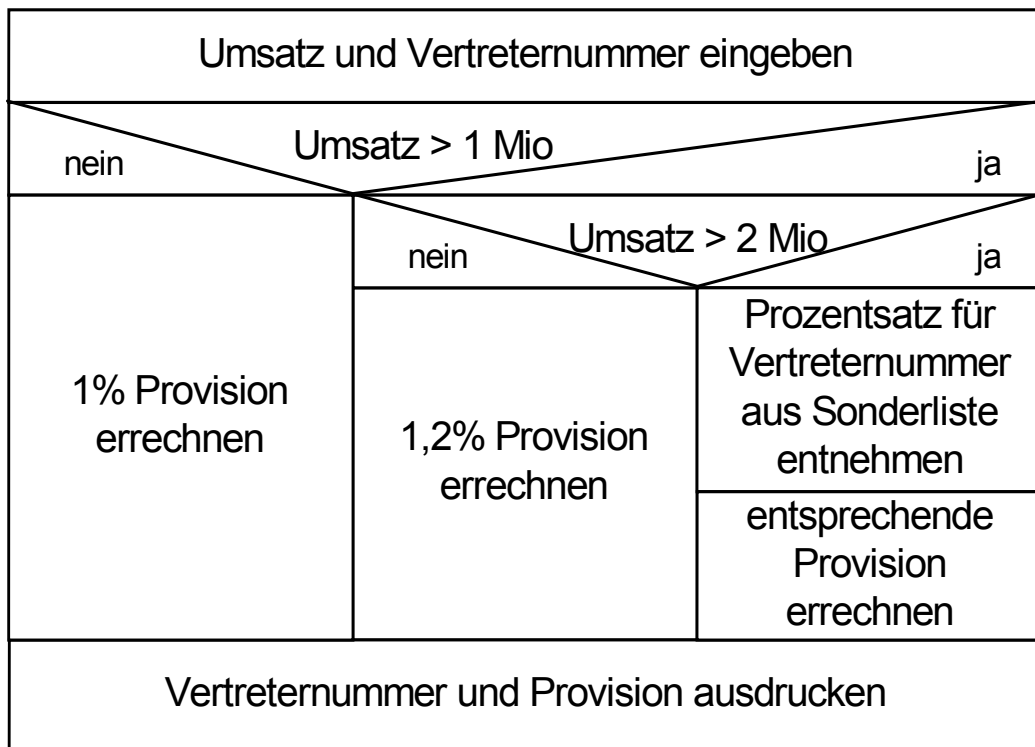 Umsatz und Vertreternummer eingeben
Umsatz > 1 Mio
nein
ja
Umsatz > 2 Mio
nein
ja
1% Provision
errechnen
1,2% Provision
errechnen
Prozentsatz für
Vertreternummer
aus Sonderliste
entnehmen
entsprechende
Provision
errechnen
Vertreternummer und Provision ausdrucken